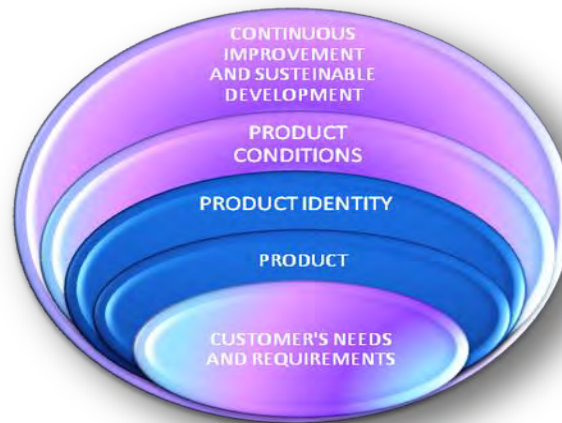 CONTINUOUS
IMPROVEMENT
AND SUSTEINABLE
DEVELOPMENT
PRODUCT
CONDITIONS
PRODUCT IDENTITY
PRODUCT
CUSTOMER'S NEEDS
AND REQUIREMENTS